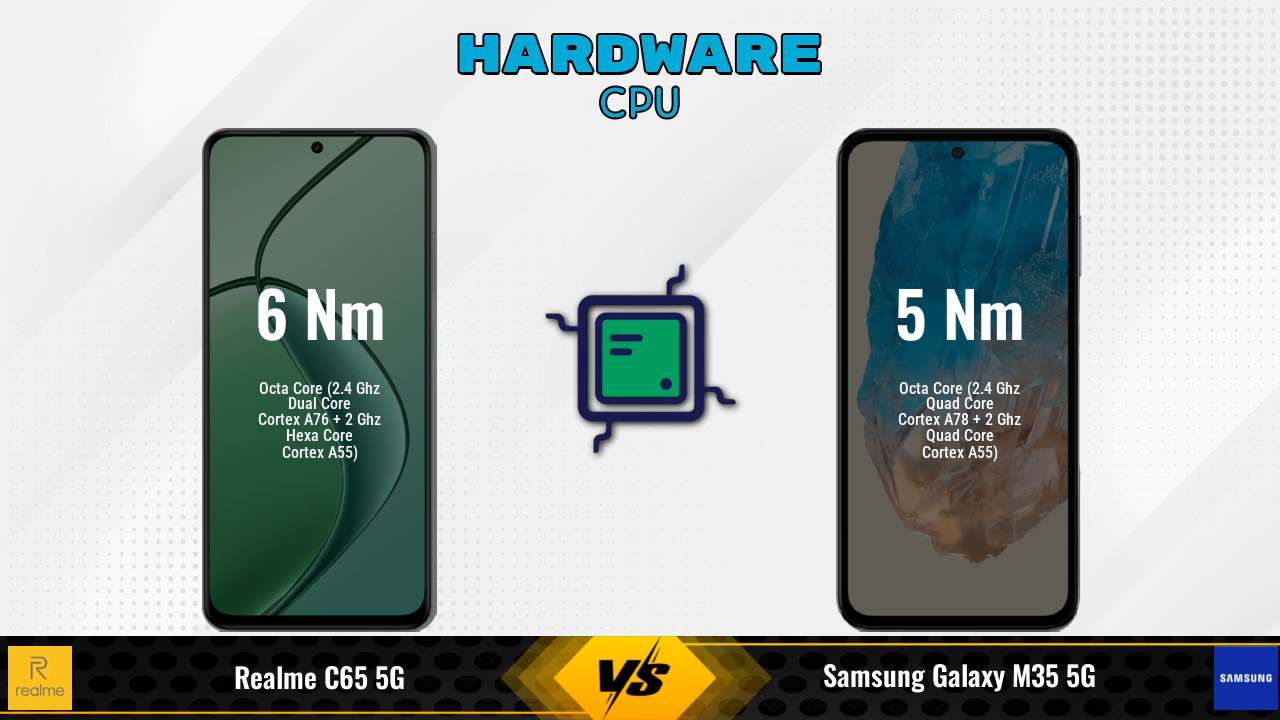 HARDWARE
CPU
6 Nm
Octa Core (2.4 Ghz
Dual Core
Cortex A76 + 2 Ghz
Hexa Core
Cortex A55)
5 Nm
Octa Core (2.4 Ghz
Quad Core
Cortex A78 + 2 Ghz
Quad Core
Cortex A55)
R
realme
Realme C65 5G
VS
Samsung Galaxy M35 5G
SAMSUNG